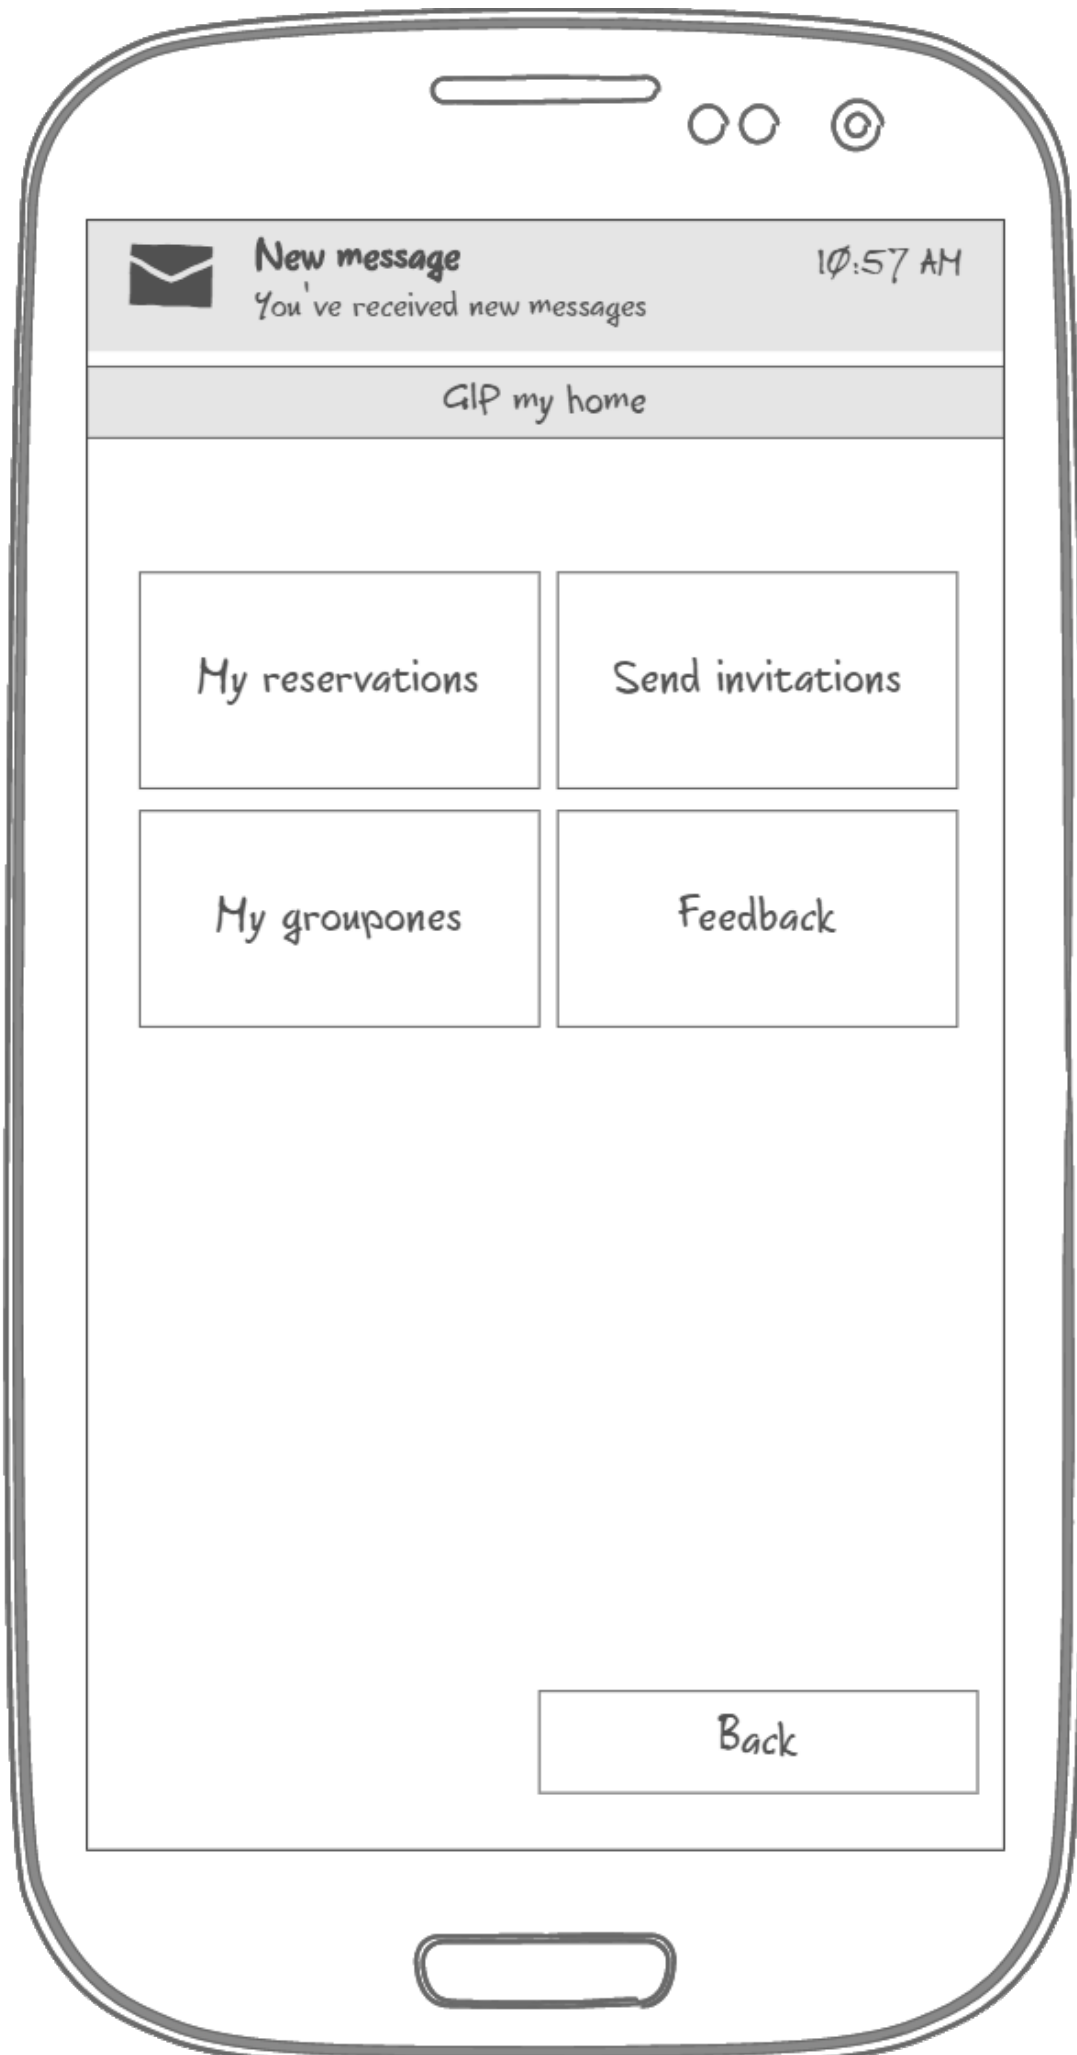 New message
10:57 AM
You've received new messages
GIP my home
My reservations
Send invitations
My groupones
Feedback
Back